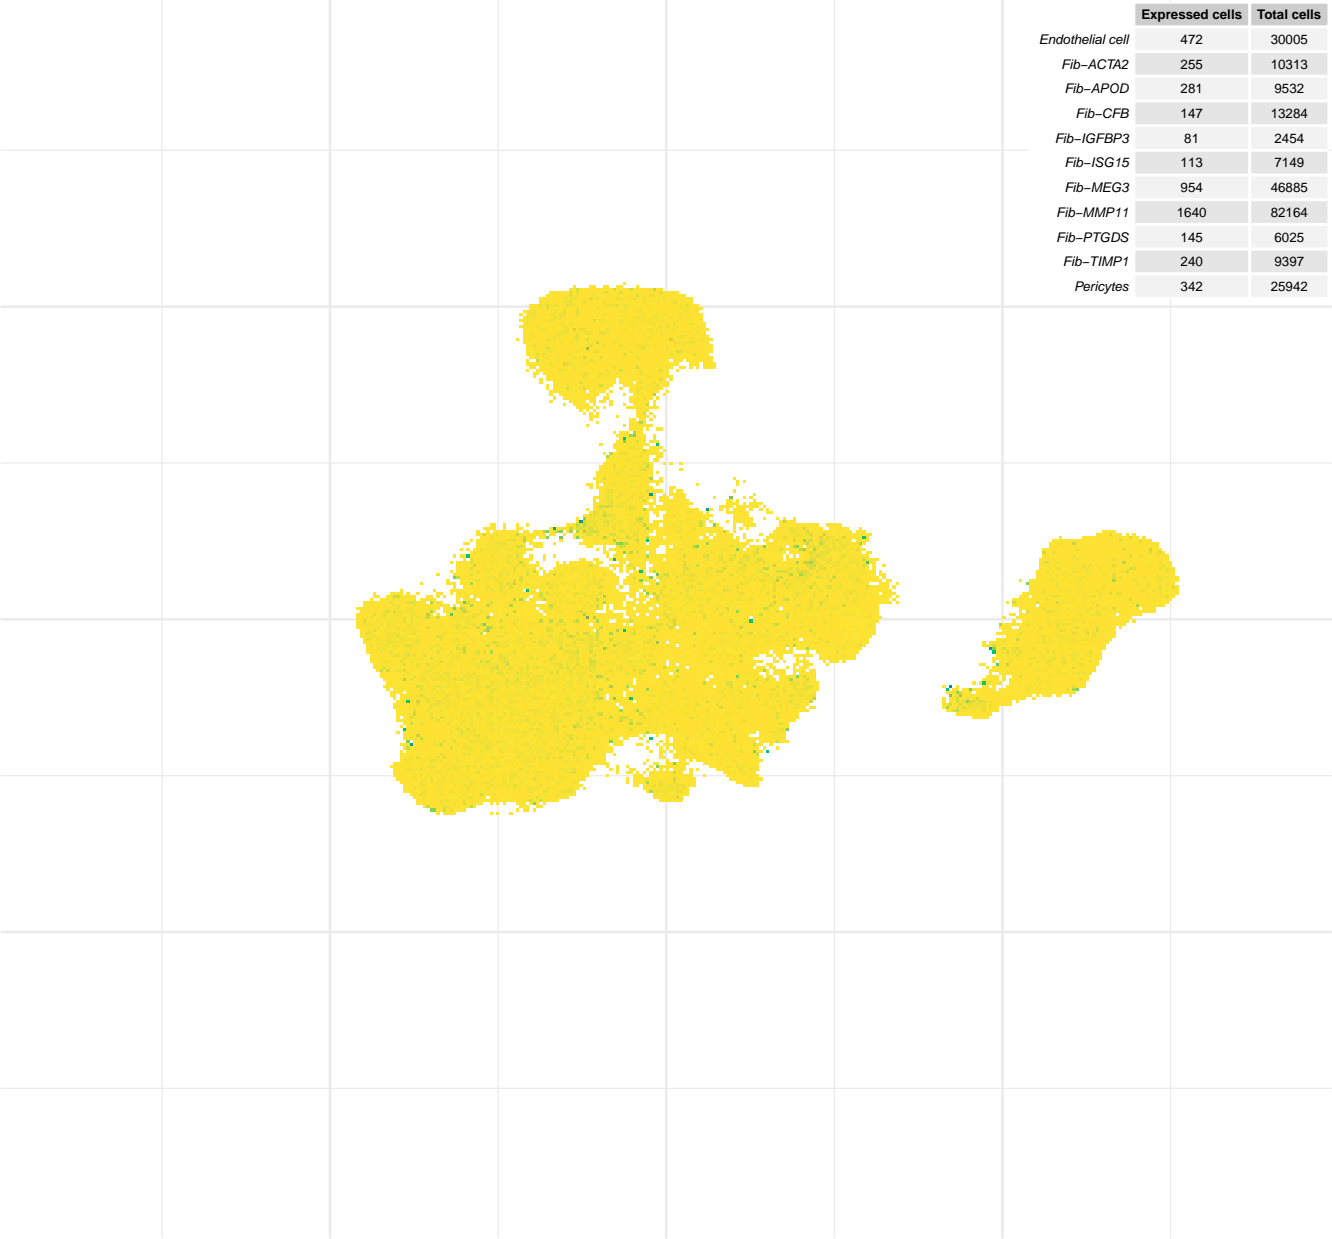 Expressed cells Total cells
Endothelial cell 472 30005
Fib−ACTA2 255 10313
Fib−APOD 281 9532
Fib−CFB 147 13284
Fib−IGFBP3 81 2454
Fib−ISG15 113 7149
Fib−MEG3 954 46885
Fib−MMP11 1640 82164
Fib−PTGDS 145 6025
Fib−TIMP1 240 9397
Pericytes 342 25942